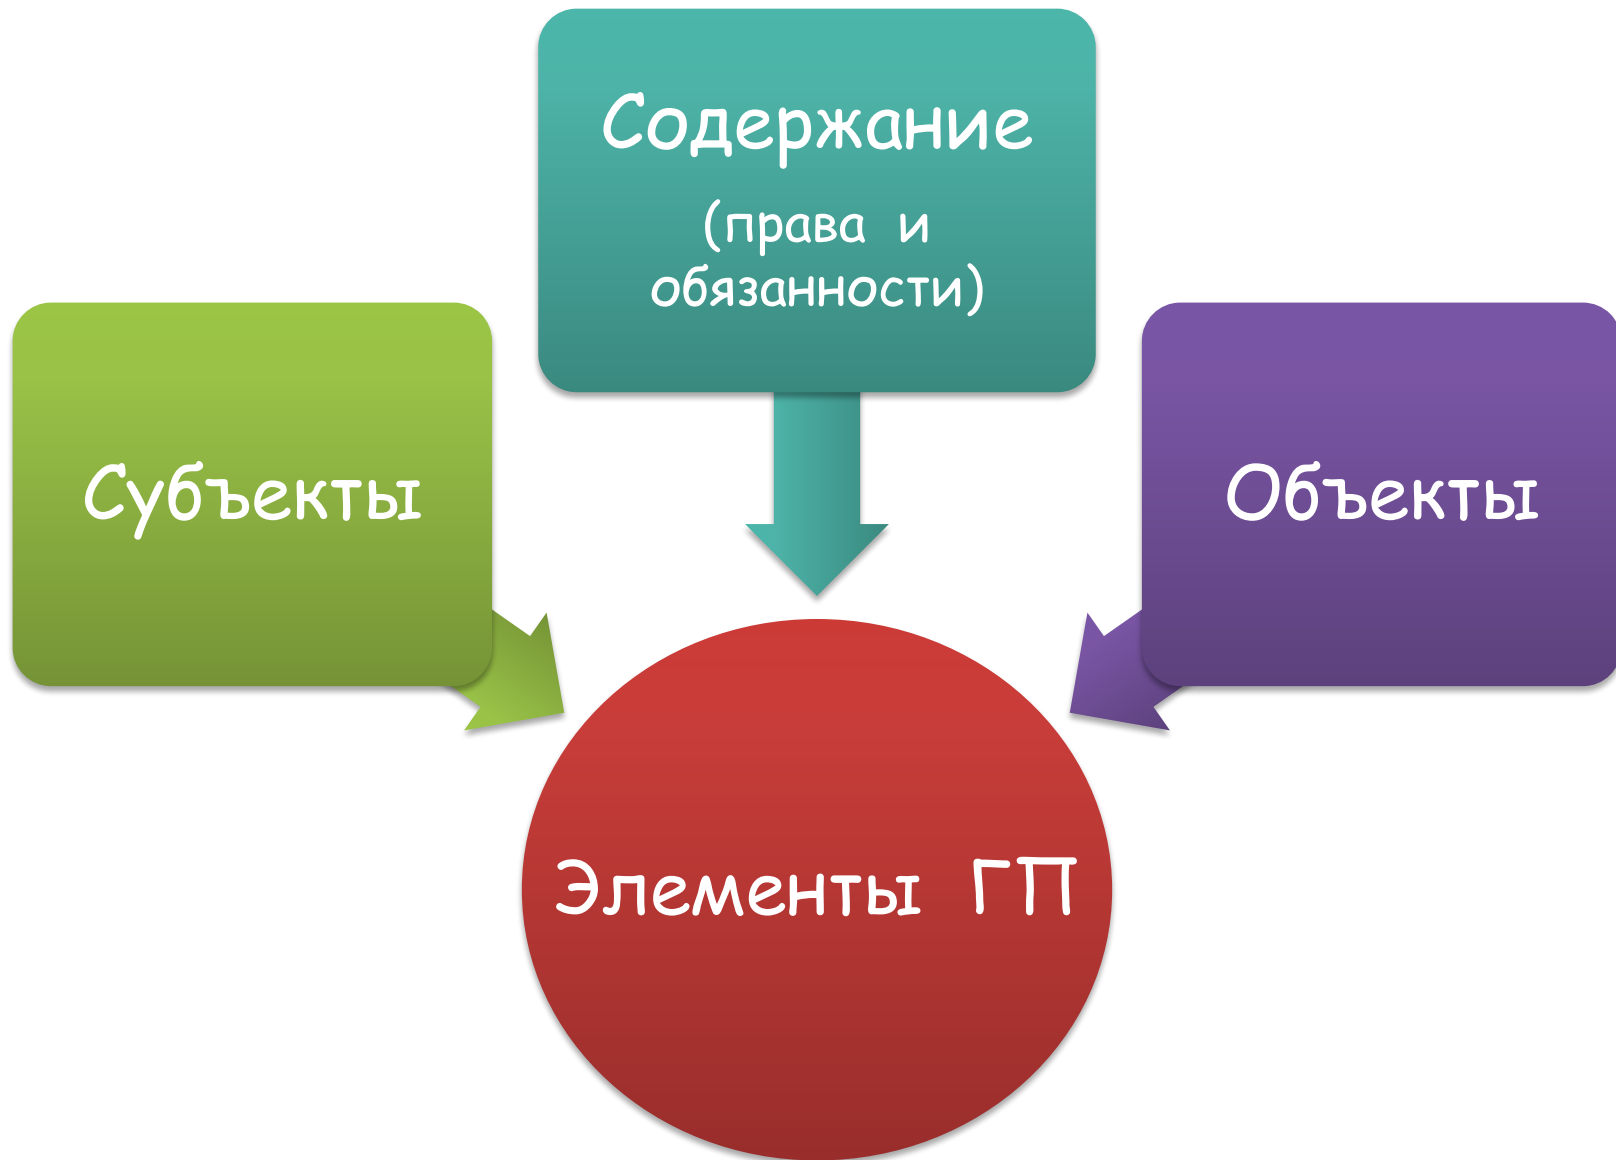 Содержание
(права и
обязанности)
Субъекты
Объекты
Элементы ГП